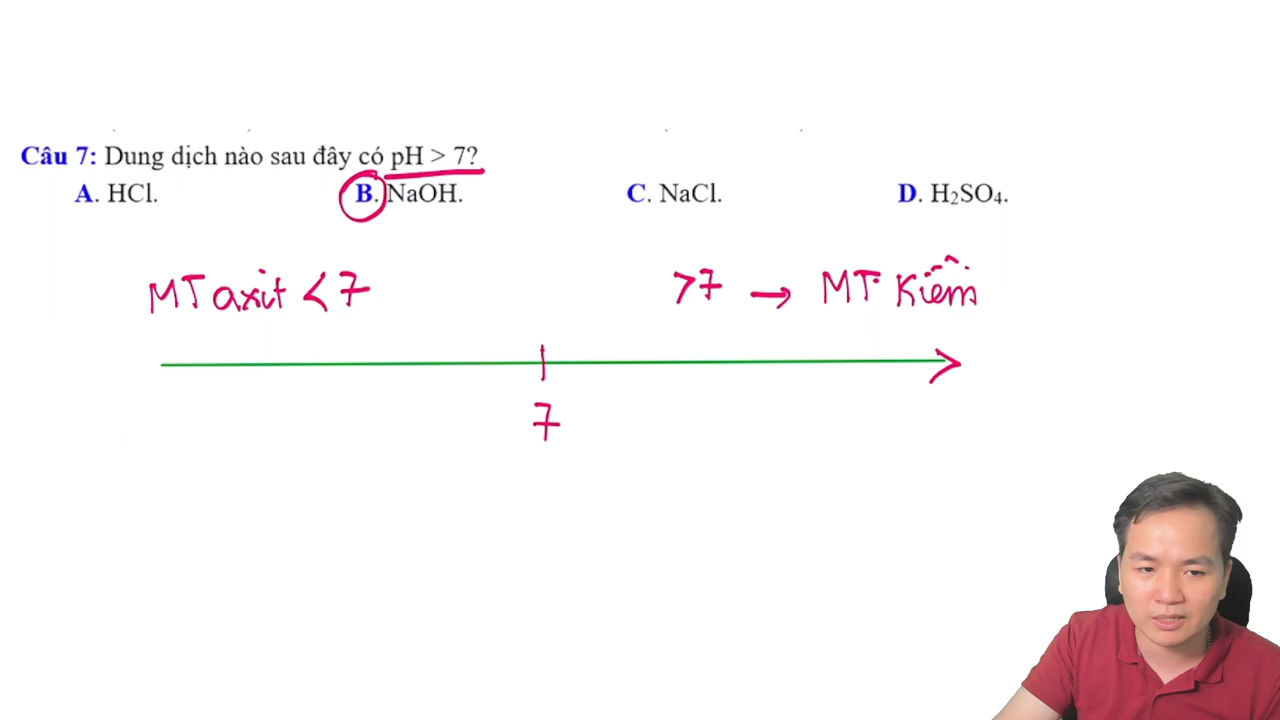 Câu 7: Dung dịch nào sau đây có pH > 7?
A. HCl. B. NaOH. C. NaCl. D. H₂SO₄.
MT axit < 7 >7 → MT Kiềm
7